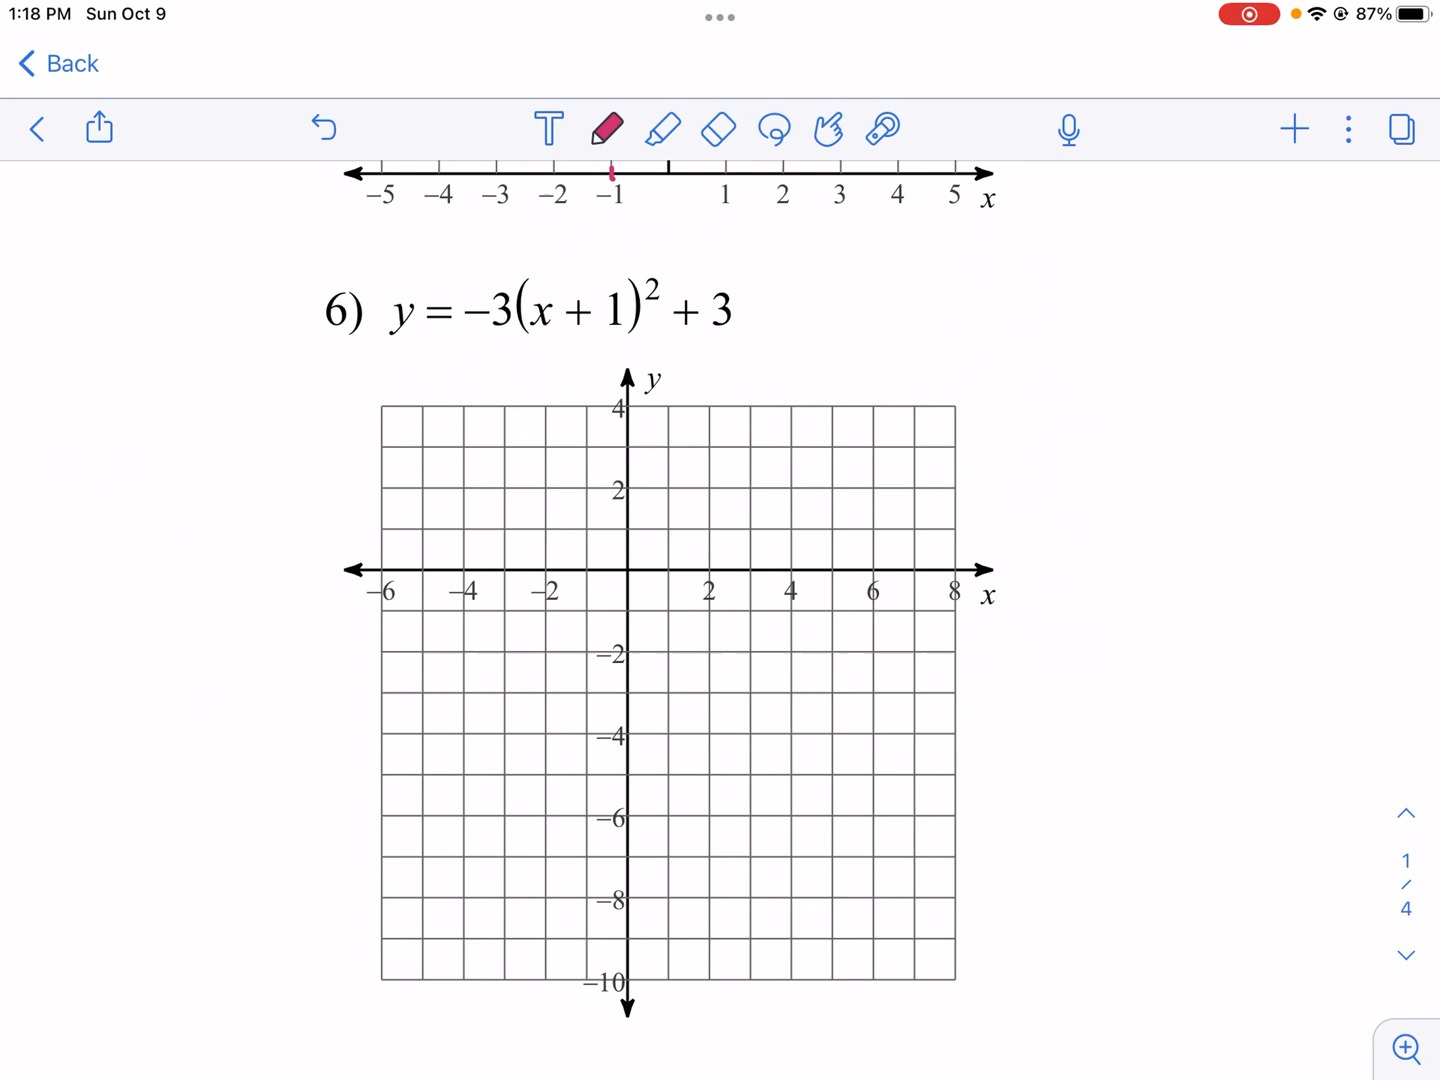 1:18 PM Sun Oct 9 87%
Back
T
–5 –4 –3 –2 –1 1 2 3 4 5 x
6) y = –3(x + 1)² + 3
y
4
2
–6 –4 –2 2 4 6 8 x
–2
–4
–6
–8
–10
1
/
4